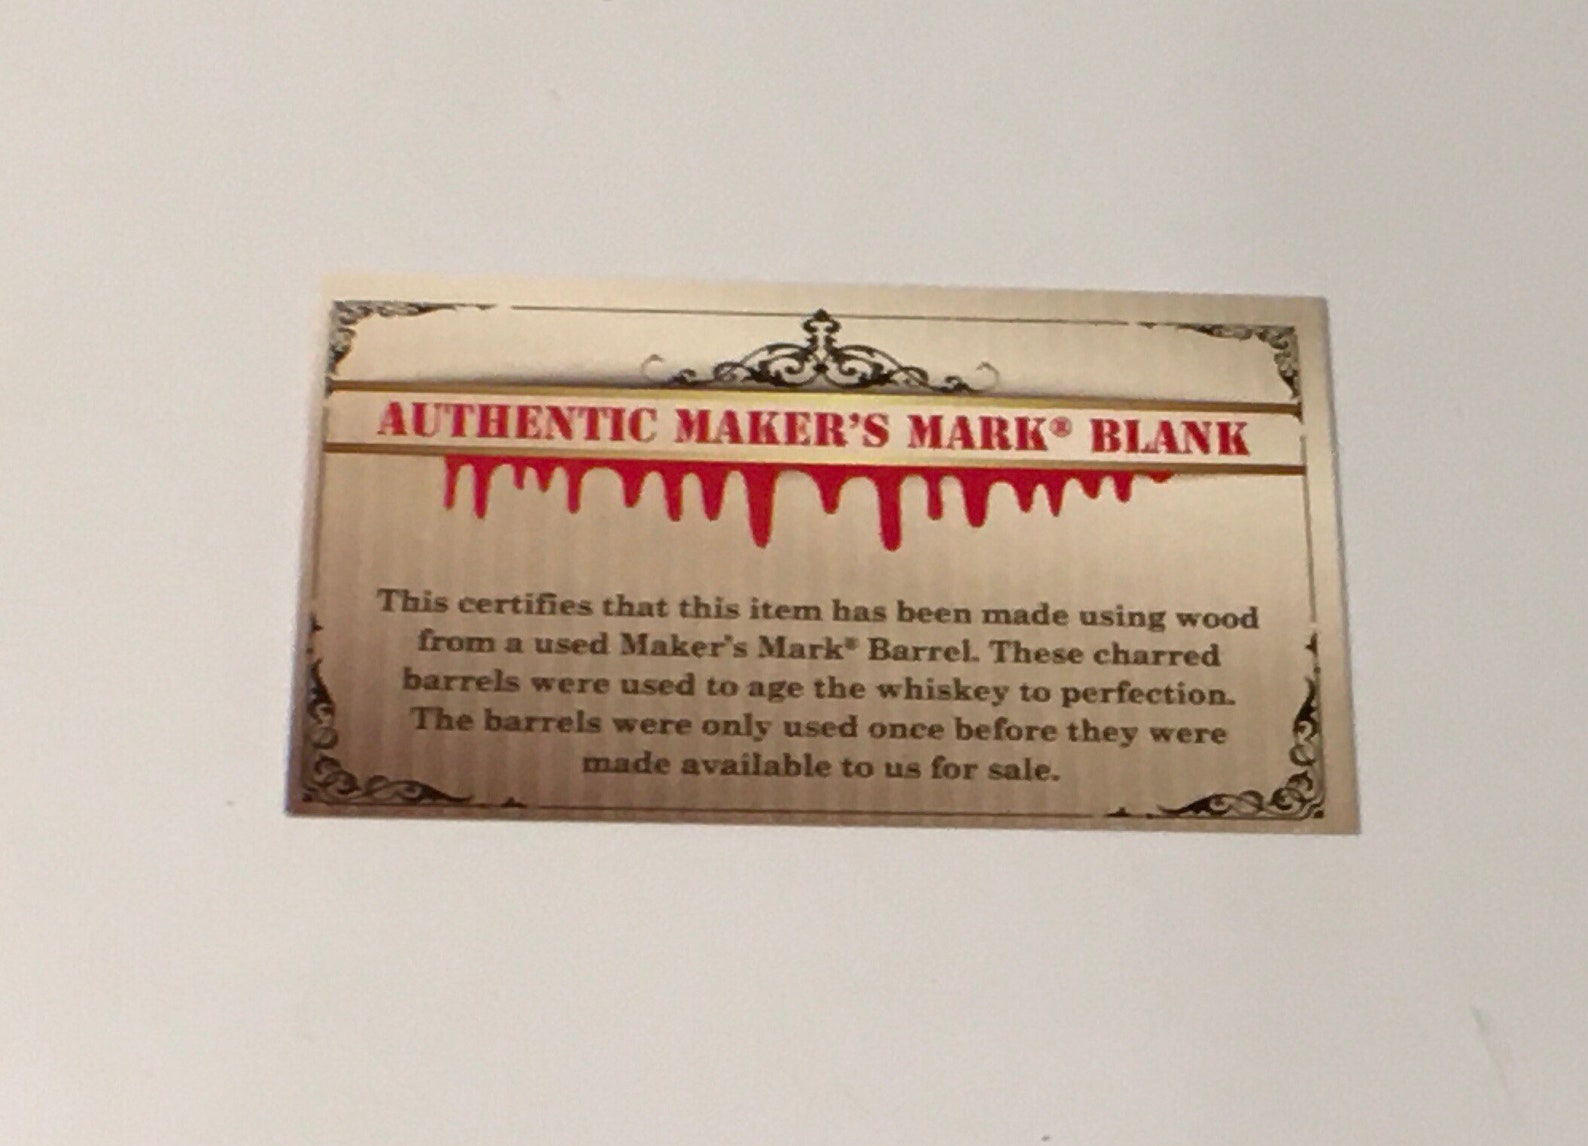 AUTHENTIC MAKER'S MARK® BLANK
This certifies that this item has been made using wood
from a used Maker's Mark® Barrel. These charred
barrels were used to age the whiskey to perfection.
The barrels were only used once before they were
made available to us for sale.